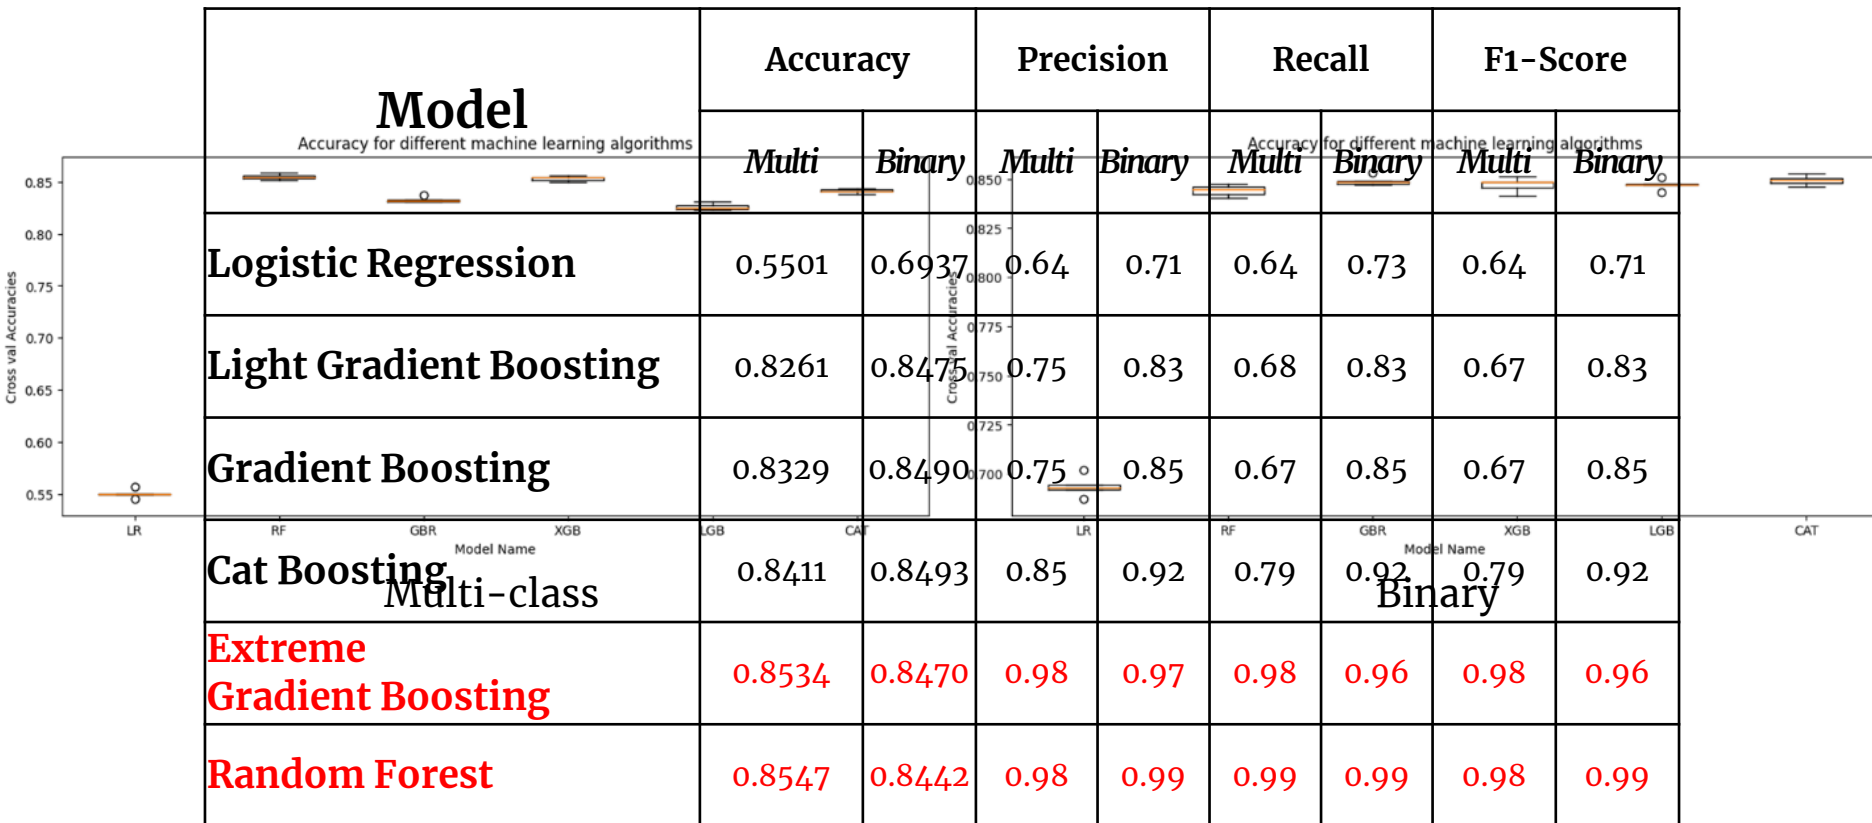 Model Accuracy Precision Recall F1-Score
Multi Binary Multi Binary Multi Binary Multi Binary
Logistic Regression 0.5501 0.6937 0.64 0.71 0.64 0.73 0.64 0.71
Light Gradient Boosting 0.8261 0.8475 0.75 0.83 0.68 0.83 0.67 0.83
Gradient Boosting 0.8329 0.8490 0.75 0.85 0.67 0.85 0.67 0.85
Cat Boosting 0.8411 0.8493 0.85 0.92 0.79 0.92 0.79 0.92
Extreme
Gradient Boosting 0.8534 0.8470 0.98 0.97 0.98 0.96 0.98 0.96
Random Forest 0.8547 0.8442 0.98 0.99 0.99 0.99 0.98 0.99
Accuracy for different machine learning algorithms
Cross val Accuracies
0.85
0.80
0.75
0.70
0.65
0.60
0.55
LR RF GBR XGB LGB CAT
Model Name
Multi-class
Accuracy for different machine learning algorithms
Cross val Accuracies
0.850
0.825
0.800
0.775
0.750
0.725
0.700
LR RF GBR XGB LGB CAT
Model Name
Binary